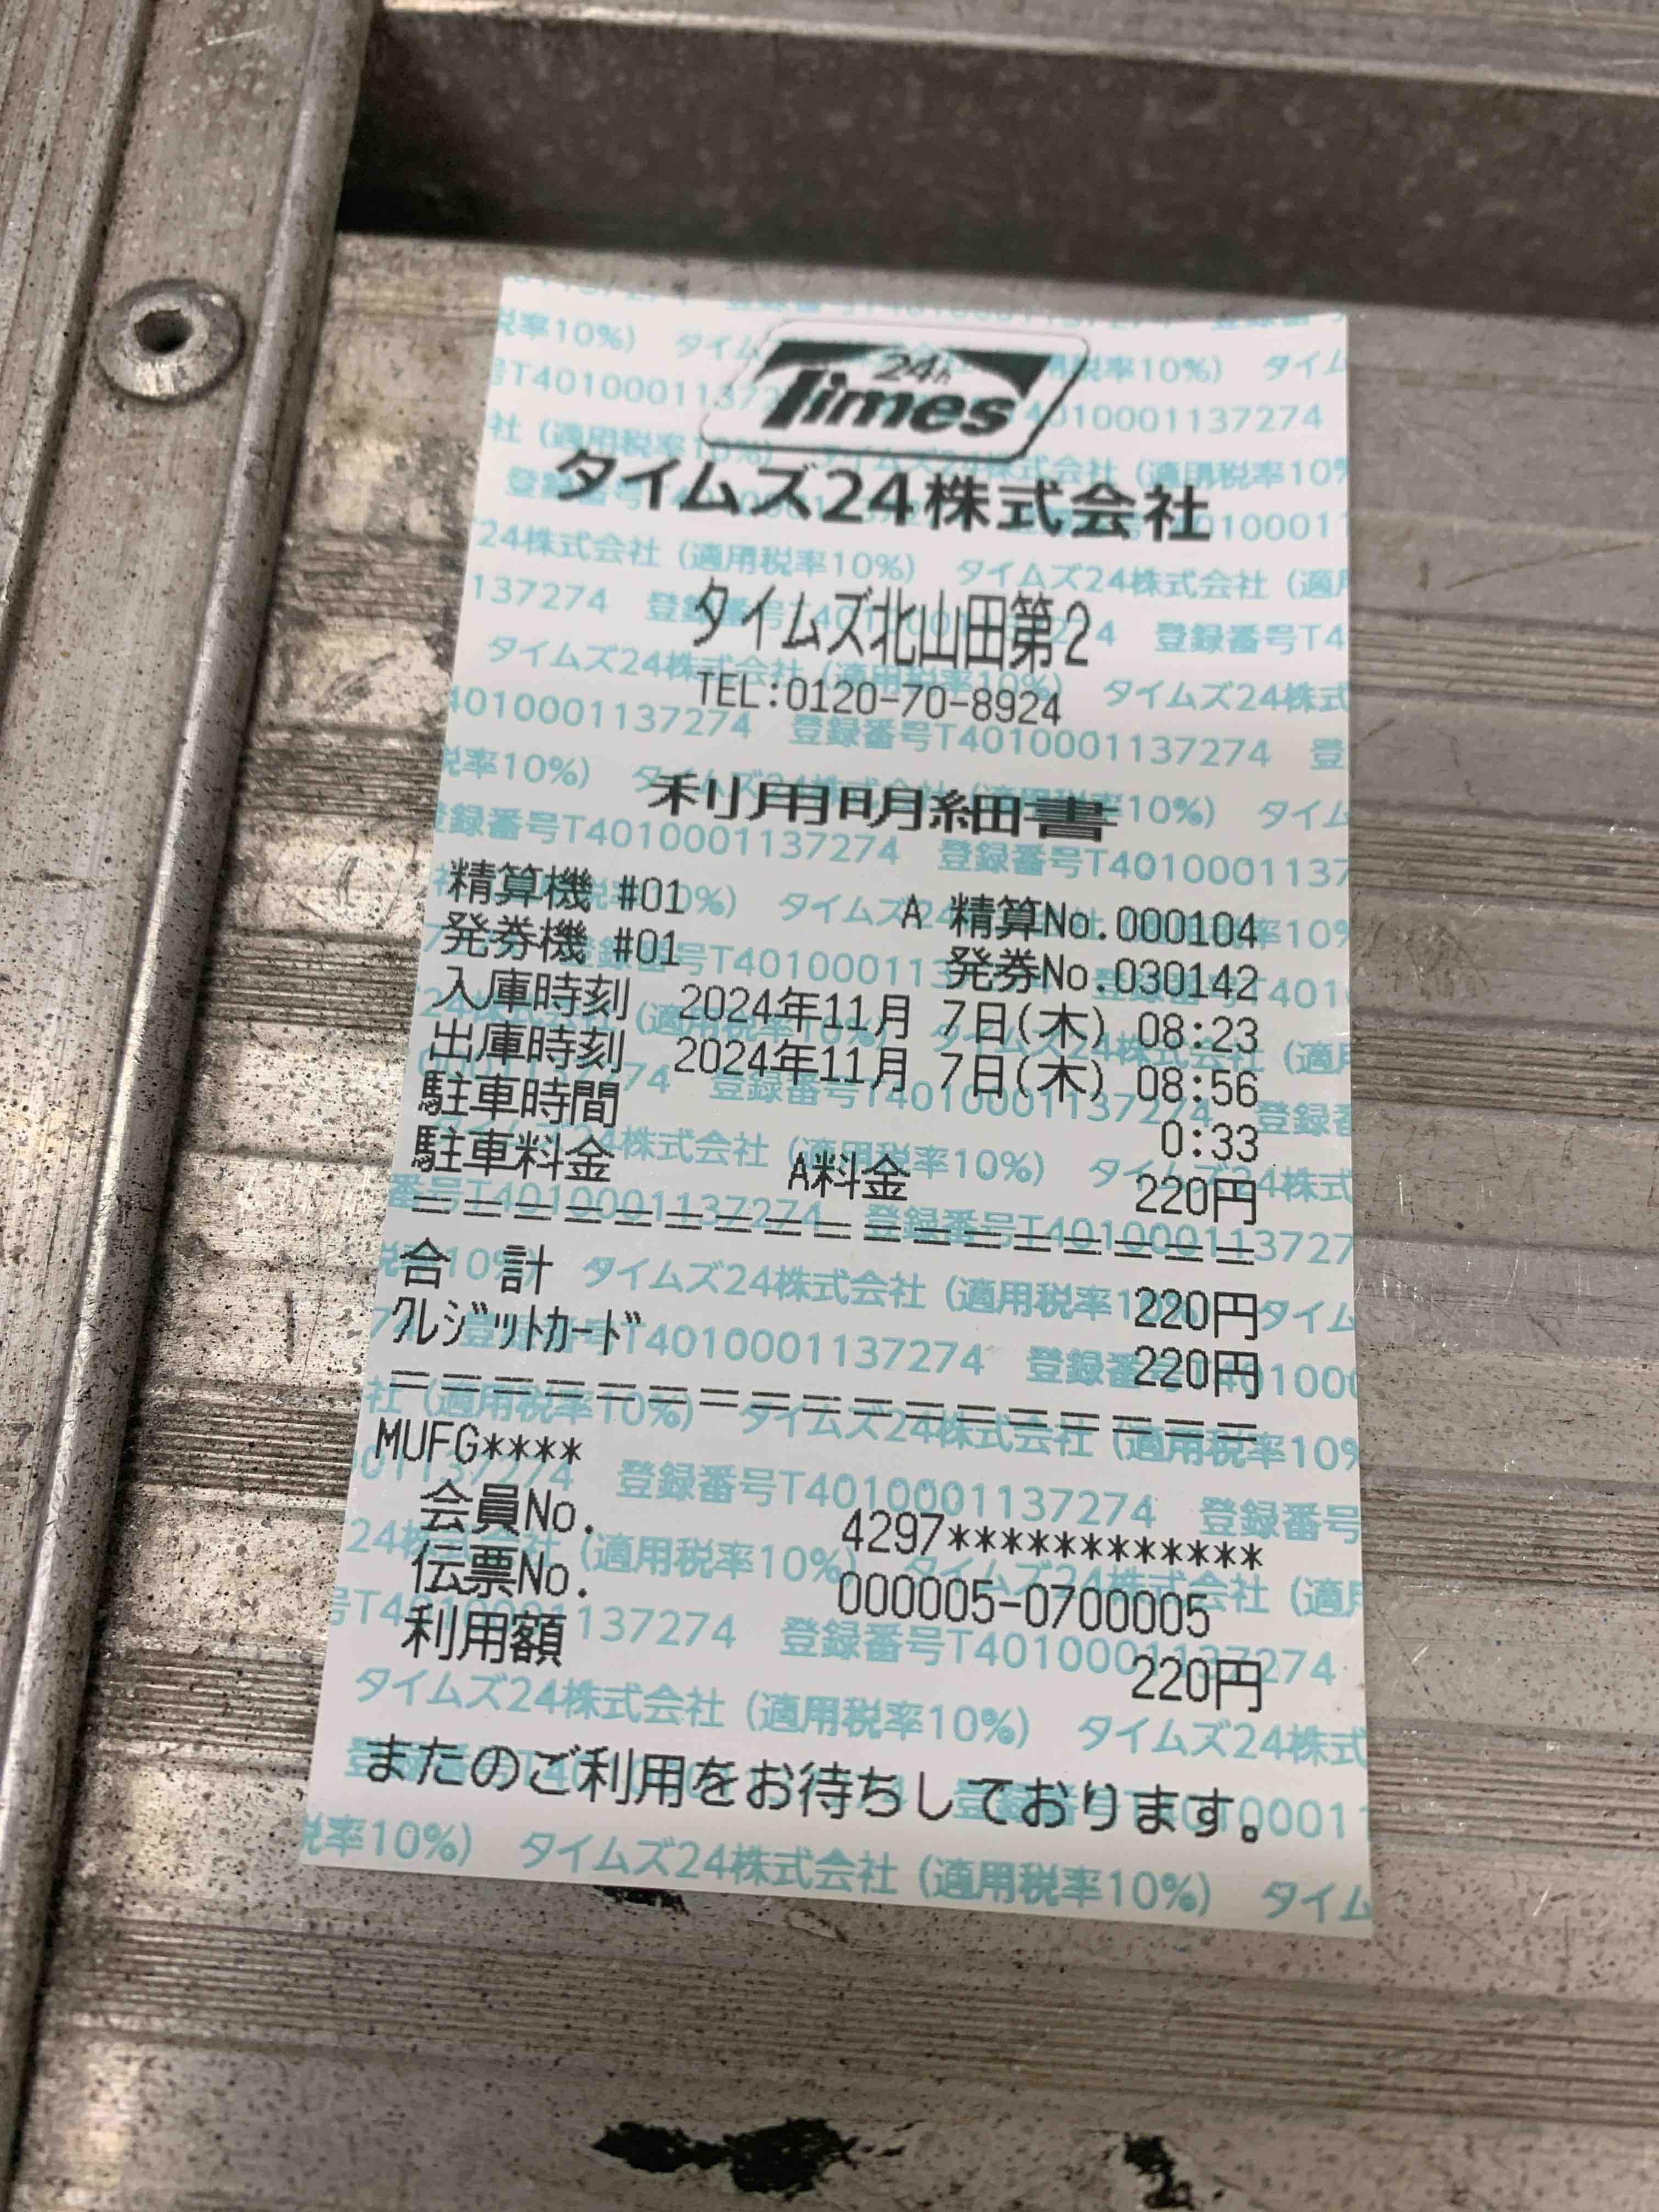 24h
Times
タイムズ24株式会社
タイムズ北山田第2
TEL:0120-70-8924
利用明細書
精算機 #01 A 精算No.000104
発券機 #01 発券No.030142
入庫時刻 2024年11月 7日(木) 08:23
出庫時刻 2024年11月 7日(木) 08:56
駐車時間 0:33
駐車料金 A料金 220円
合 計 220円
クレジットカード 220円
MUFG****
会員No. 4297************
伝票No. 000005-0700005
利用額 220円
またのご利用をお待ちしております。
タイムズ24株式会社 (適用税率10%)
登録番号T4010001137274